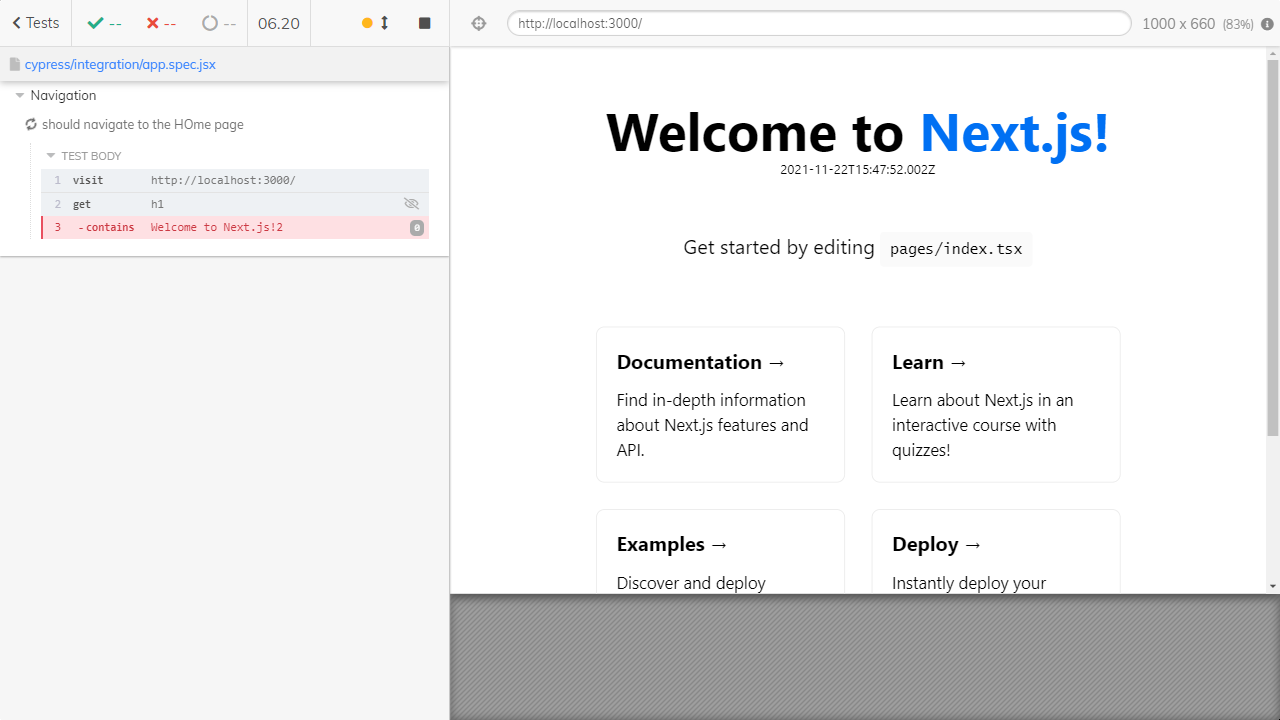 Tests
--
--
--
06.20
http://localhost:3000/
1000 x 660 (83%)
cypress/integration/app.spec.jsx
Navigation
should navigate to the HOme page
TEST BODY
1 visit http://localhost:3000/
2 get h1
3 -contains Welcome to Next.js!2 0
Welcome to Next.js!
2021-11-22T15:47:52.002Z
Get started by editing pages/index.tsx
Documentation →
Find in-depth information
about Next.js features and
API.
Learn →
Learn about Next.js in an
interactive course with
quizzes!
Examples →
Discover and deploy
Deploy →
Instantly deploy your